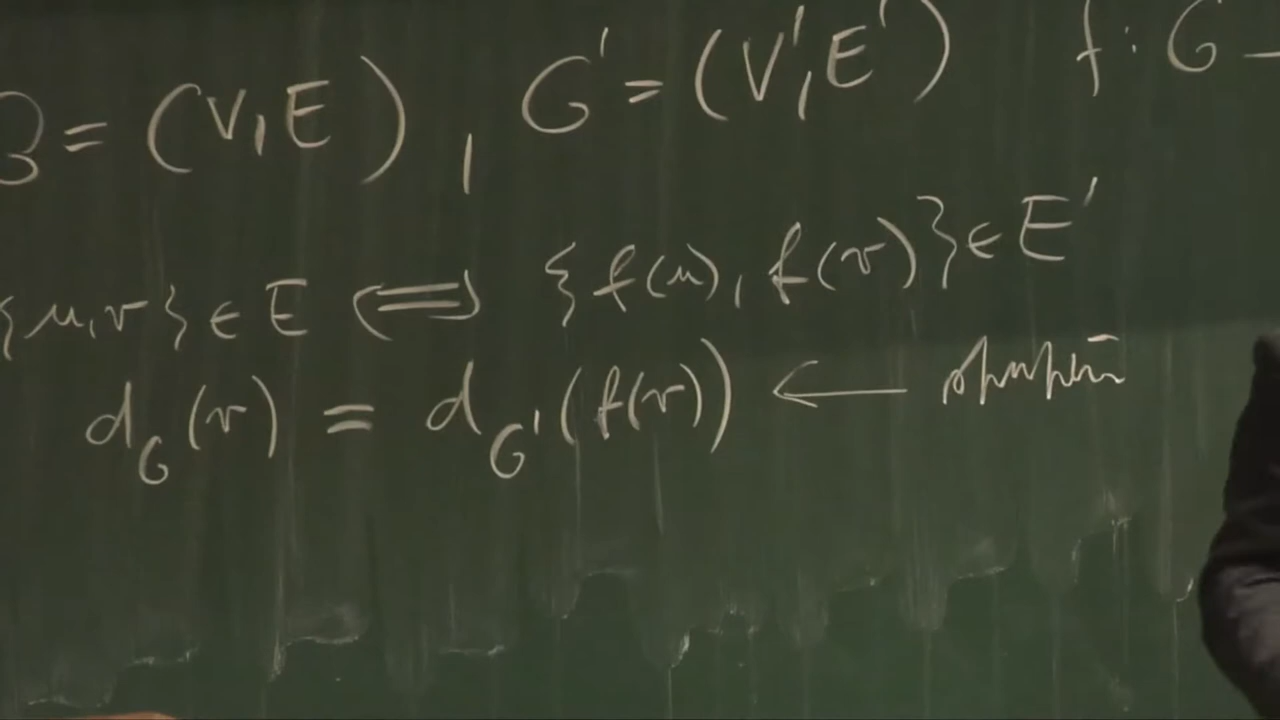 G = (V, E), G' = (V', E') f: G –
{u, v} ∈ E ⟺ {f(u), f(v)} ∈ E'
d_G(v) = d_G'(f(v)) ←